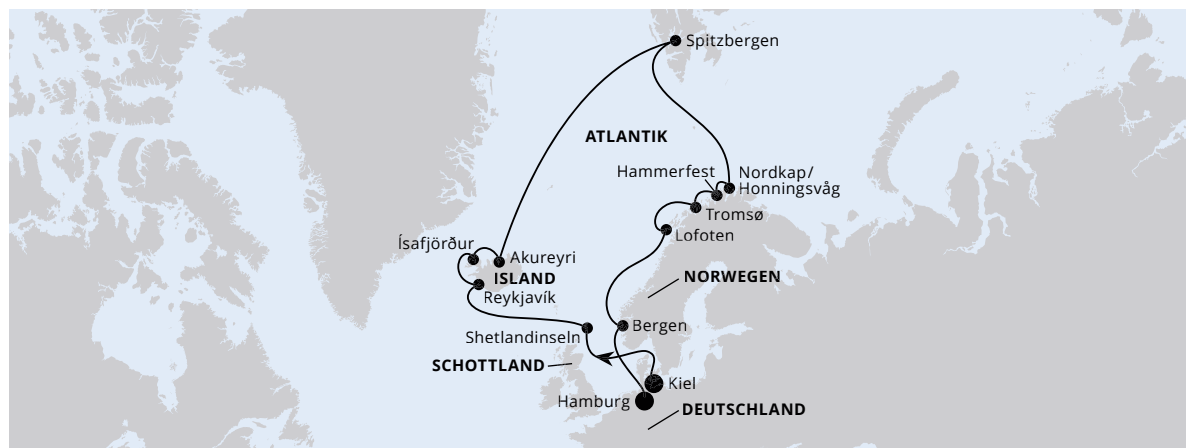 Spitzbergen
ATLANTIK
Hammerfest
Nordkap/
Honningsvåg
Tromsø
Lofoten
Ísafjörður
Akureyri
ISLAND
NORWEGEN
Reykjavík
Bergen
Shetlandinseln
SCHOTTLAND
Kiel
Hamburg
DEUTSCHLAND